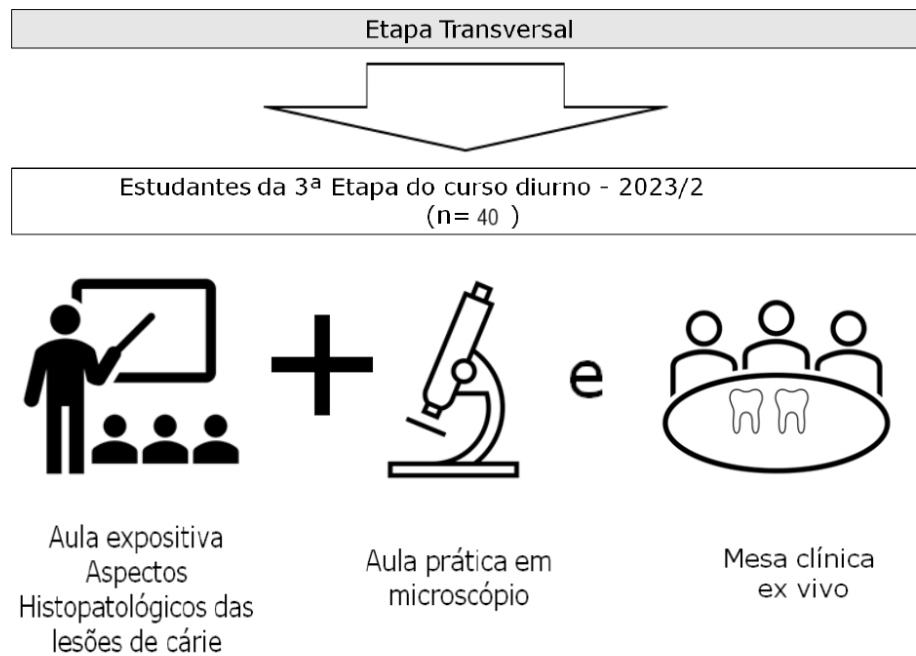 Etapa Transversal
Estudantes da 3ª Etapa do curso diurno - 2023/2
(n= 40 )
e
Aula expositiva
Aspectos
Histopatológicos das
lesões de cárie
Aula prática em
microscópio
Mesa clínica
ex vivo